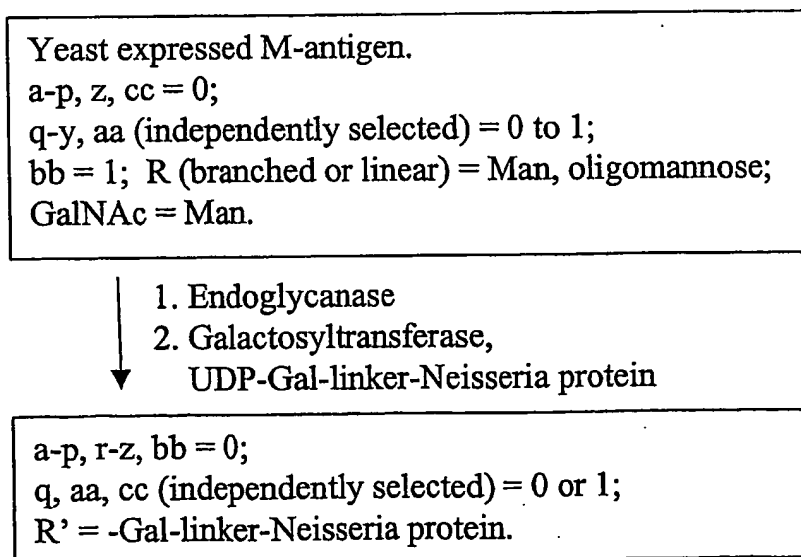 Yeast expressed M-antigen.
a-p, z, cc = 0;
q-y, aa (independently selected) = 0 to 1;
bb = 1; R (branched or linear) = Man, oligomannose;
GalNAc = Man.
1. Endoglycanase
2. Galactosyltransferase,
UDP-Gal-linker-Neisseria protein
a-p, r-z, bb = 0;
q, aa, cc (independently selected) = 0 or 1;
R' = -Gal-linker-Neisseria protein.